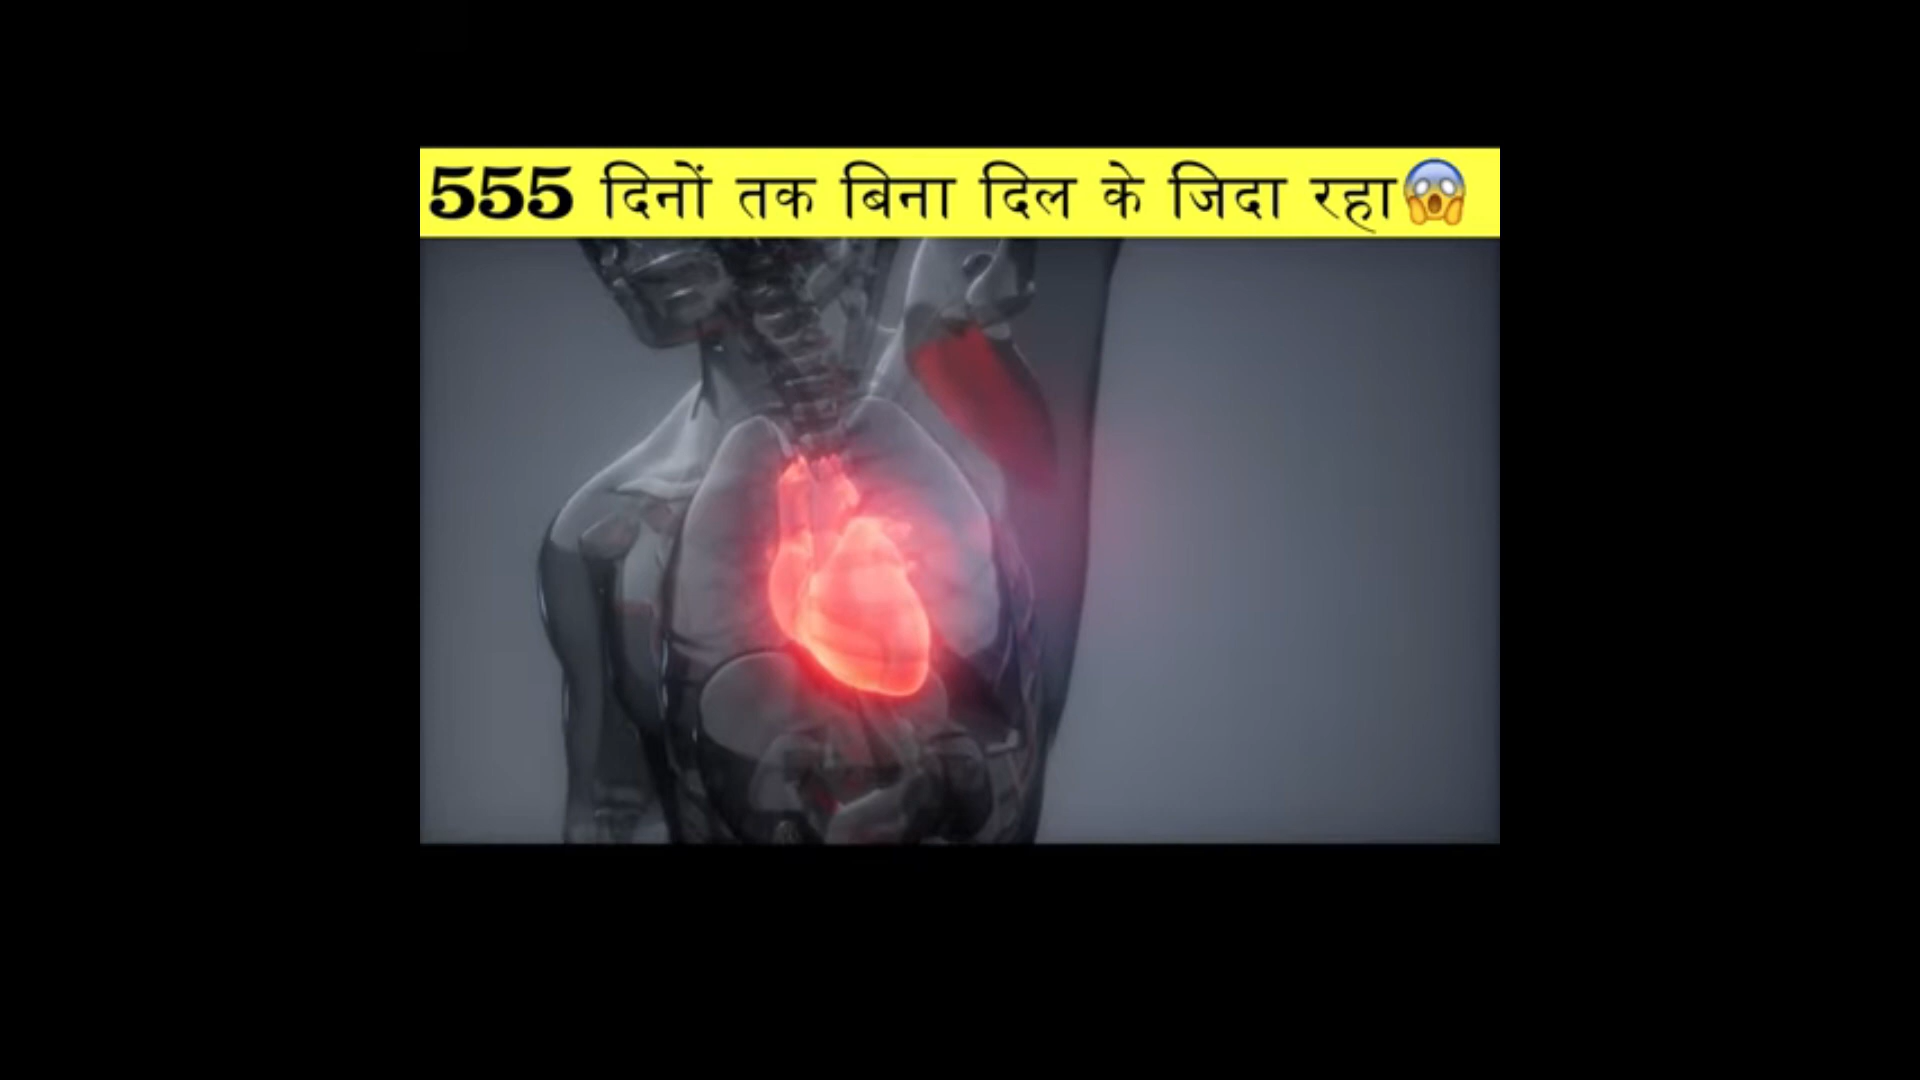 555 दिनों तक बिना दिल के जिदा रहा😱